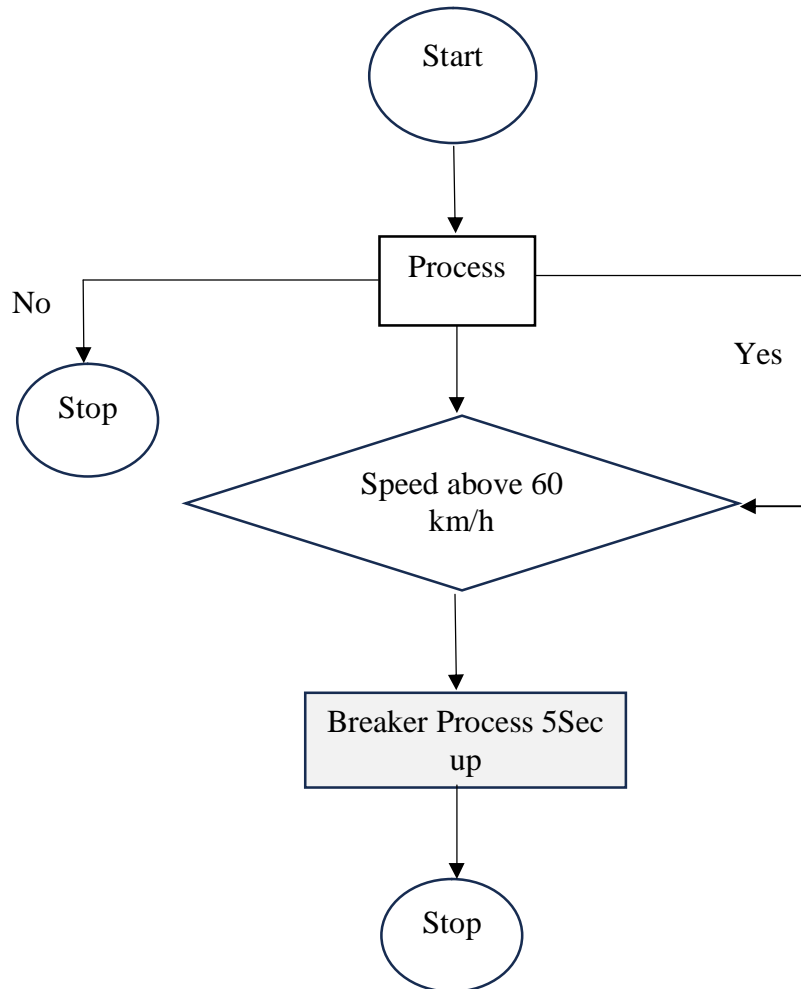 Start
Process
No
Yes
Stop
Speed above 60
km/h
Breaker Process 5Sec
up
Stop